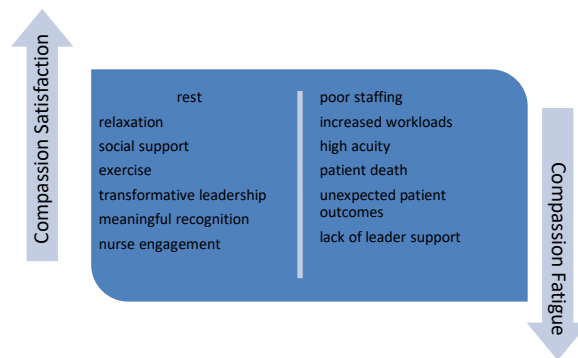 Compassion Satisfaction
rest
relaxation
social support
exercise
transformative leadership
meaningful recognition
nurse engagement
poor staffing
increased workloads
high acuity
patient death
unexpected patient
outcomes
lack of leader support
Compassion Fatigue